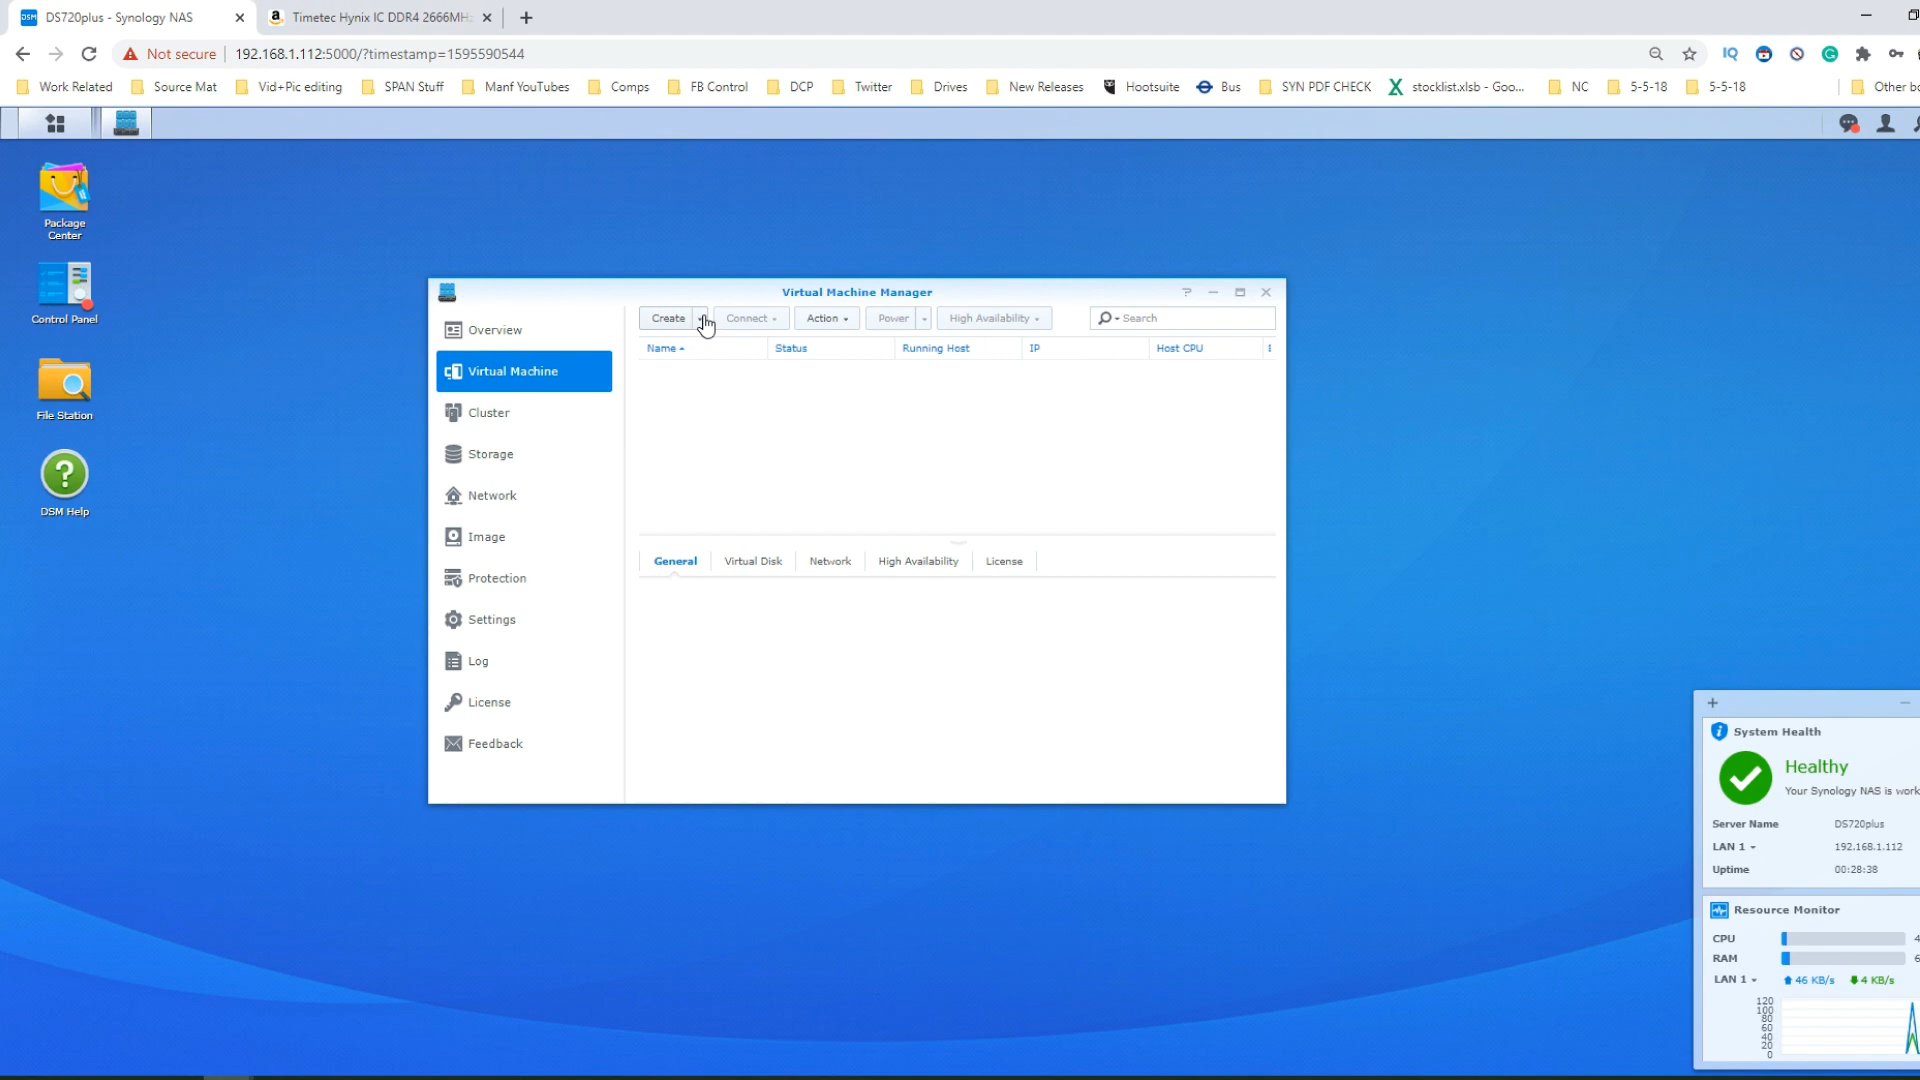 DS720plus - Synology NAS
Timetec Hynix IC DDR4 2666MH
Not secure
192.168.1.112:5000/?timestamp=1595590544
Work Related
Source Mat
Vid+Pic editing
SPAN Stuff
Manf YouTubes
Comps
FB Control
DCP
Twitter
Drives
New Releases
Hootsuite
Bus
SYN PDF CHECK
stocklist.xlsb - Goo...
NC
5-5-18
5-5-18
Other bo
Package
Center
Control Panel
File Station
DSM Help
Virtual Machine Manager
Overview
Virtual Machine
Cluster
Storage
Network
Image
Protection
Settings
Log
License
Feedback
Create
Connect
Action
Power
High Availability
Search
Name
Status
Running Host
IP
Host CPU
General
Virtual Disk
Network
High Availability
License
System Health
Healthy
Your Synology NAS is work
Server Name
DS720plus
LAN 1
192.168.1.112
Uptime
00:28:38
Resource Monitor
CPU
4
RAM
6
LAN 1
46 KB/s
4 KB/s
120
100
80
60
40
20
0